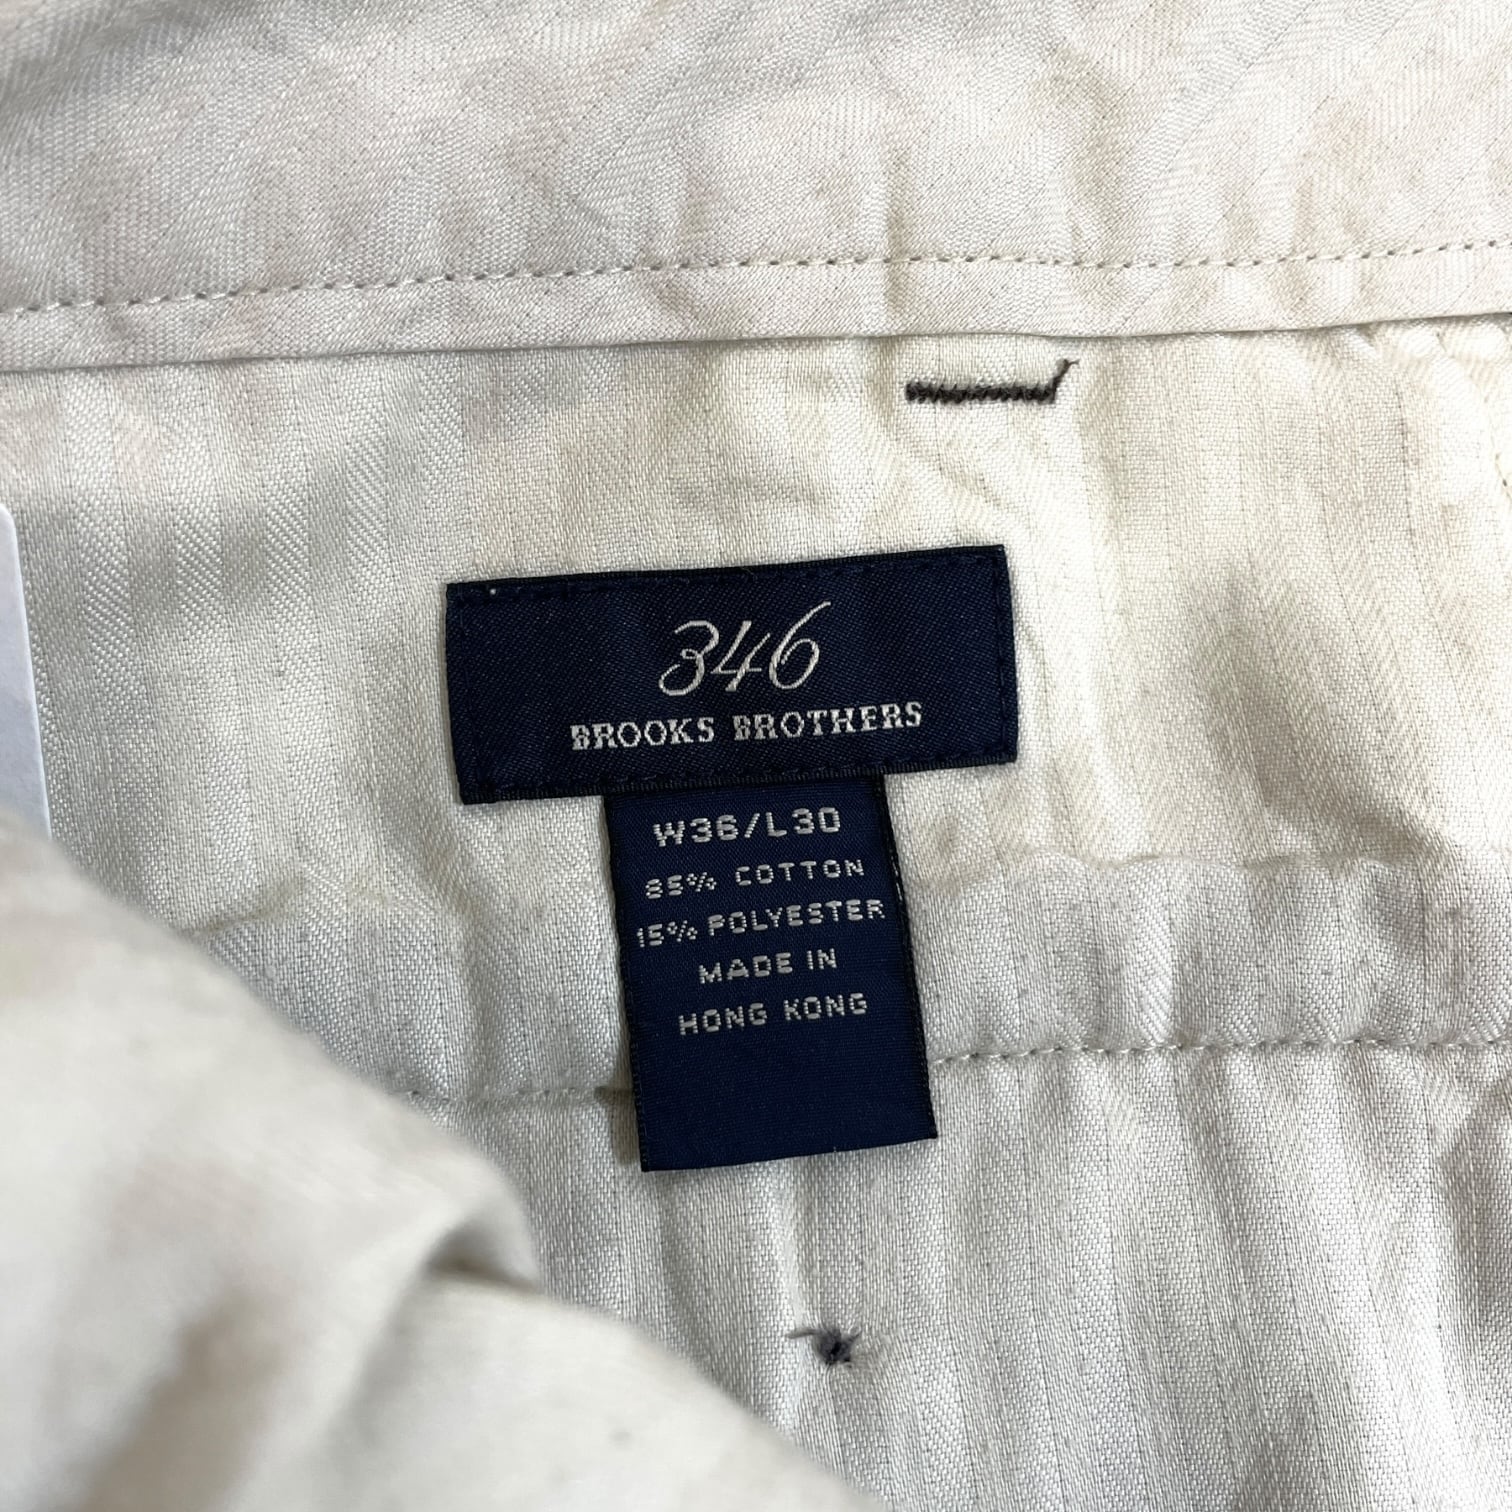 346
BROOKS BROTHERS
W36/L30
85% COTTON
15% POLYESTER
MADE IN
HONG KONG